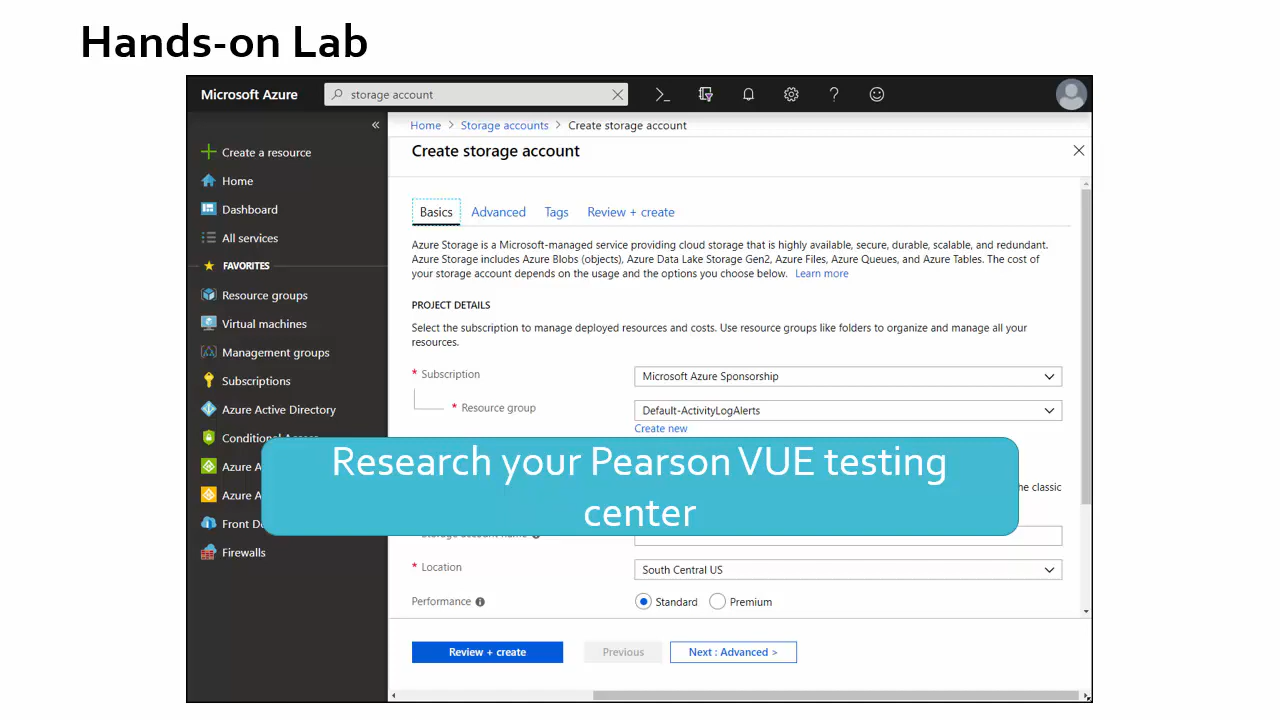 Hands-on Lab
Microsoft Azure
storage account
Create a resource
Home
Dashboard
All services
FAVORITES
Resource groups
Virtual machines
Management groups
Subscriptions
Azure Active Directory
Conditional
Azure A
Azure A
Front
Firewalls
Home > Storage accounts > Create storage account
Create storage account
Basics Advanced Tags Review + create
Azure Storage is a Microsoft-managed service providing cloud storage that is highly available, secure, durable, scalable, and redundant.
Azure Storage includes Azure Blobs (objects), Azure Data Lake Storage Gen2, Azure Files, Azure Queues, and Azure Tables. The cost of
your storage account depends on the usage and the options you choose below. Learn more
PROJECT DETAILS
Select the subscription to manage deployed resources and costs. Use resource groups like folders to organize and manage all your
resources.
* Subscription Microsoft Azure Sponsorship
* Resource group Default-ActivityLogAlerts
Create new
Research your Pearson VUE testing
center
he classic
* Location South Central US
Performance Standard Premium
Review + create Previous Next : Advanced >